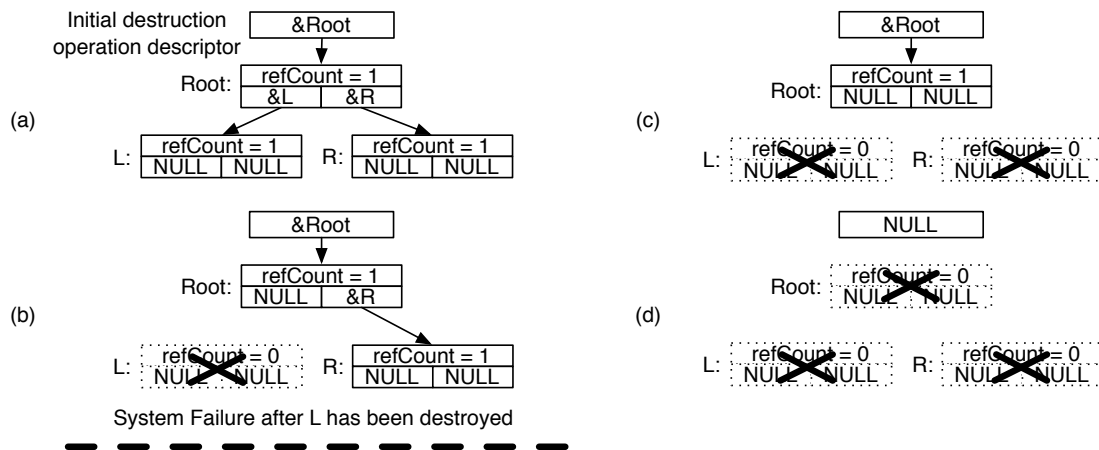 Initial destruction
operation descriptor
&Root
Root:
refCount = 1
&L &R
(a)
L:
refCount = 1
NULL NULL
R:
refCount = 1
NULL NULL
&Root
Root:
refCount = 1
NULL &R
(b)
L:
refCount = 0
NULL NULL
R:
refCount = 1
NULL NULL
System Failure after L has been destroyed
&Root
Root:
refCount = 1
NULL NULL
(c)
L:
refCount = 0
NULL NULL
R:
refCount = 0
NULL NULL
NULL
Root:
refCount = 0
NULL NULL
(d)
L:
refCount = 0
NULL NULL
R:
refCount = 0
NULL NULL